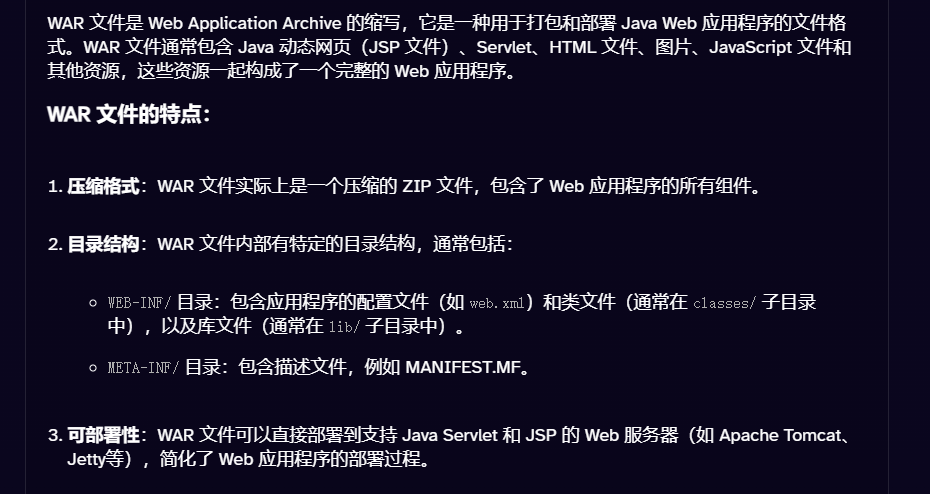 WAR 文件是 Web Application Archive 的缩写，它是一种用于打包和部署 Java Web 应用程序的文件格
式。WAR 文件通常包含 Java 动态网页（JSP 文件）、Servlet、HTML 文件、图片、JavaScript 文件和
其他资源，这些资源一起构成了一个完整的 Web 应用程序。
WAR 文件的特点：
1. 压缩格式：WAR 文件实际上是一个压缩的 ZIP 文件，包含了 Web 应用程序的所有组件。
2. 目录结构：WAR 文件内部有特定的目录结构，通常包括：
○ WEB-INF/ 目录：包含应用程序的配置文件（如 web.xml）和类文件（通常在 classes/ 子目录
中），以及库文件（通常在 lib/ 子目录中）。
○ META-INF/ 目录：包含描述文件，例如 MANIFEST.MF。
3. 可部署性：WAR 文件可以直接部署到支持 Java Servlet 和 JSP 的 Web 服务器（如 Apache Tomcat、
Jetty等），简化了 Web 应用程序的部署过程。